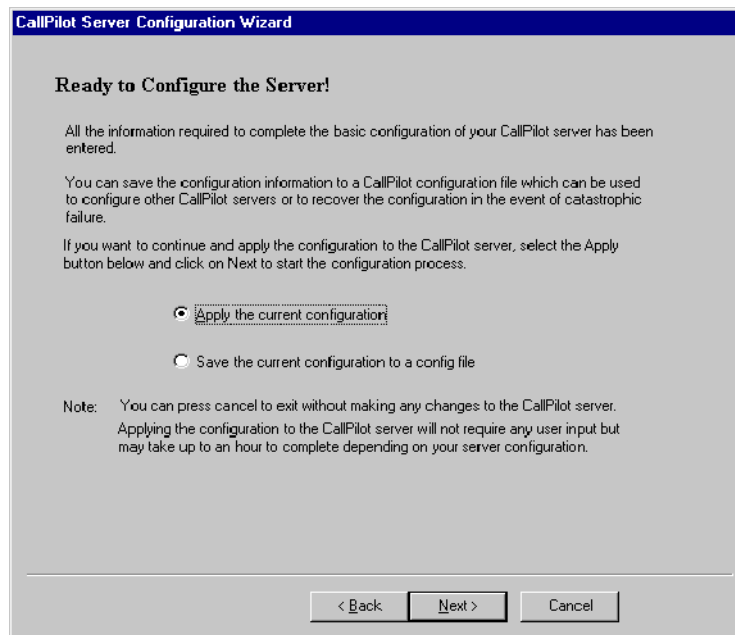 CallPilot Server Configuration Wizard
Ready to Configure the Server!
All the information required to complete the basic configuration of your CallPilot server has been
entered.
You can save the configuration information to a CallPilot configuration file which can be used
to configure other CallPilot servers or to recover the configuration in the event of catastrophic
failure.
If you want to continue and apply the configuration to the CallPilot server, select the Apply
button below and click on Next to start the configuration process.
Apply the current configuration
Save the current configuration to a config file
Note: You can press cancel to exit without making any changes to the CallPilot server.
Applying the configuration to the CallPilot server will not require any user input but
may take up to an hour to complete depending on your server configuration.
< Back Next > Cancel